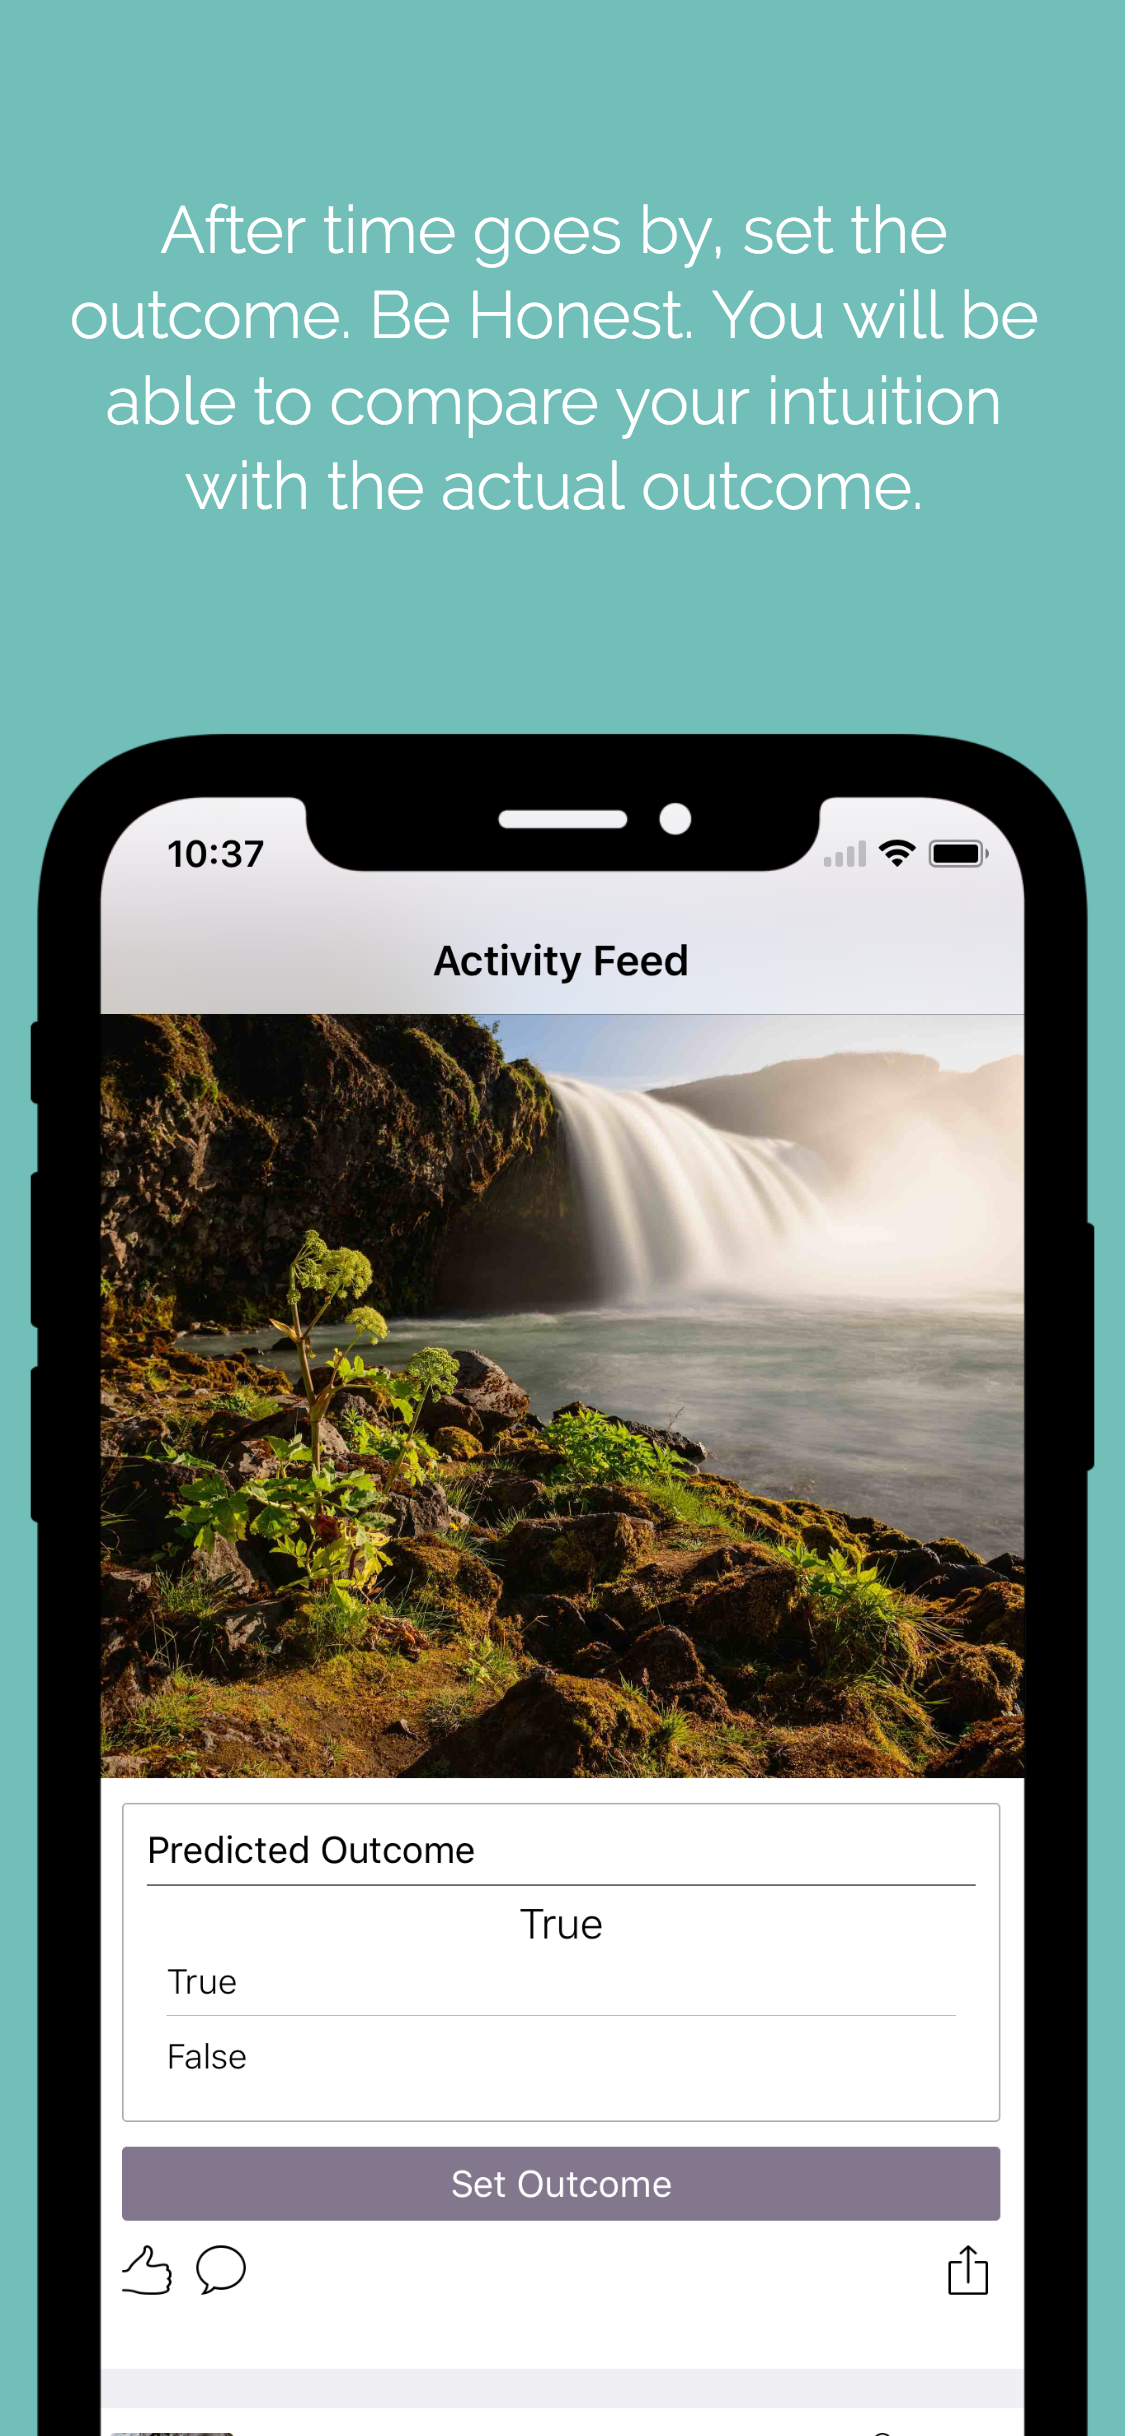 After time goes by, set the
outcome. Be Honest. You will be
able to compare your intuition
with the actual outcome.
10:37
Activity Feed
Predicted Outcome
True
True
False
Set Outcome